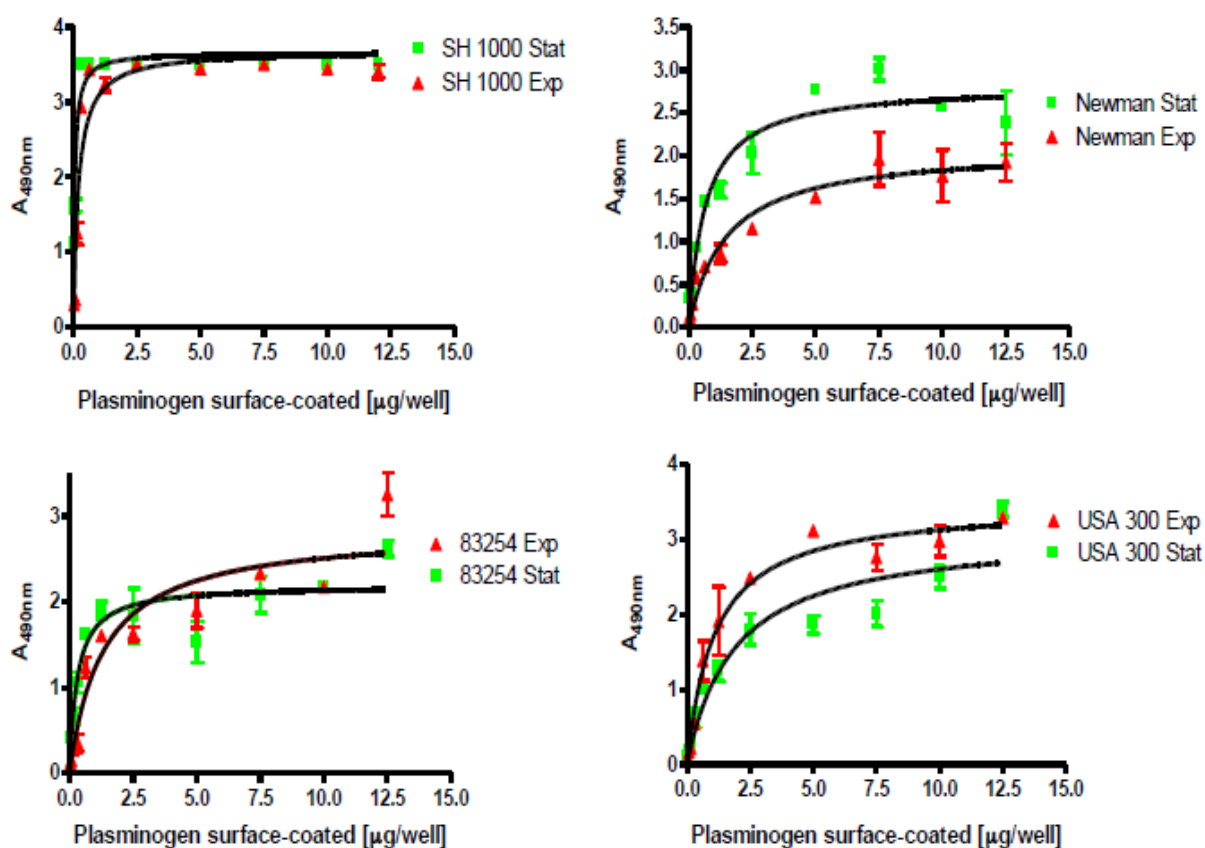 4
3
2
1
0
A490nm
0.0 2.5 5.0 7.5 10.0 12.5 15.0
Plasminogen surface-coated [µg/well]
SH 1000 Stat
SH 1000 Exp
3.5
3.0
2.5
2.0
1.5
1.0
0.5
0.0
A490nm
0.0 2.5 5.0 7.5 10.0 12.5 15.0
Plasminogen surface-coated [µg/well]
Newman Stat
Newman Exp
3
2
1
0
A490nm
0.0 2.5 5.0 7.5 10.0 12.5 15.0
Plasminogen surface-coated [µg/well]
83254 Exp
83254 Stat
4
3
2
1
0
A490nm
0.0 2.5 5.0 7.5 10.0 12.5 15.0
Plasminogen surface-coated [µg/well]
USA 300 Exp
USA 300 Stat